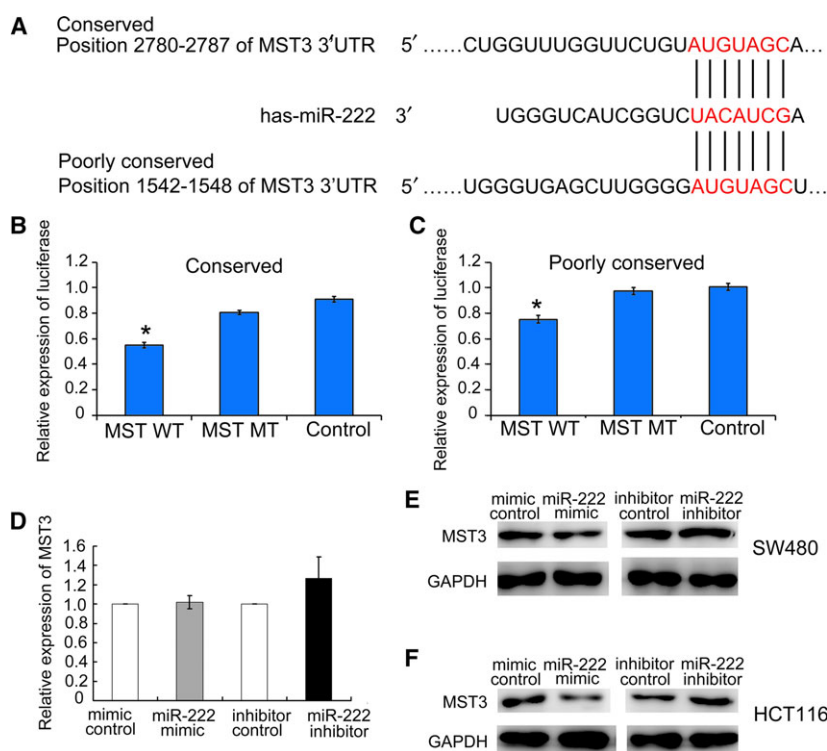 A
Conserved
Position 2780-2787 of MST3 3'UTR 5′ ......CUGGUUUGGUUCUGUAUGUAGCA...
has-miR-222 3′ UGGGUCAUCGGUCUACAUCGA
Poorly conserved
Position 1542-1548 of MST3 3'UTR 5′ ......UGGGUGAGCUUGGGGAUGUAGCU...
B
Relative expression of luciferase
Conserved
1.2
1.0
0.8
0.6
0.4
0.2
0
*
MST WT MST MT Control
C
Relative expression of luciferase
Poorly conserved
1.2
1.0
0.8
0.6
0.4
0.2
0
*
MST WT MST MT Control
D
Relative expression of MST3
1.6
1.4
1.2
1.0
0.8
0.6
0.4
0.2
0
mimic control
miR-222 mimic
inhibitor control
miR-222 inhibitor
E
mimic control
miR-222 mimic
inhibitor control
miR-222 inhibitor
MST3
GAPDH
SW480
F
mimic control
miR-222 mimic
inhibitor control
miR-222 inhibitor
MST3
GAPDH
HCT116